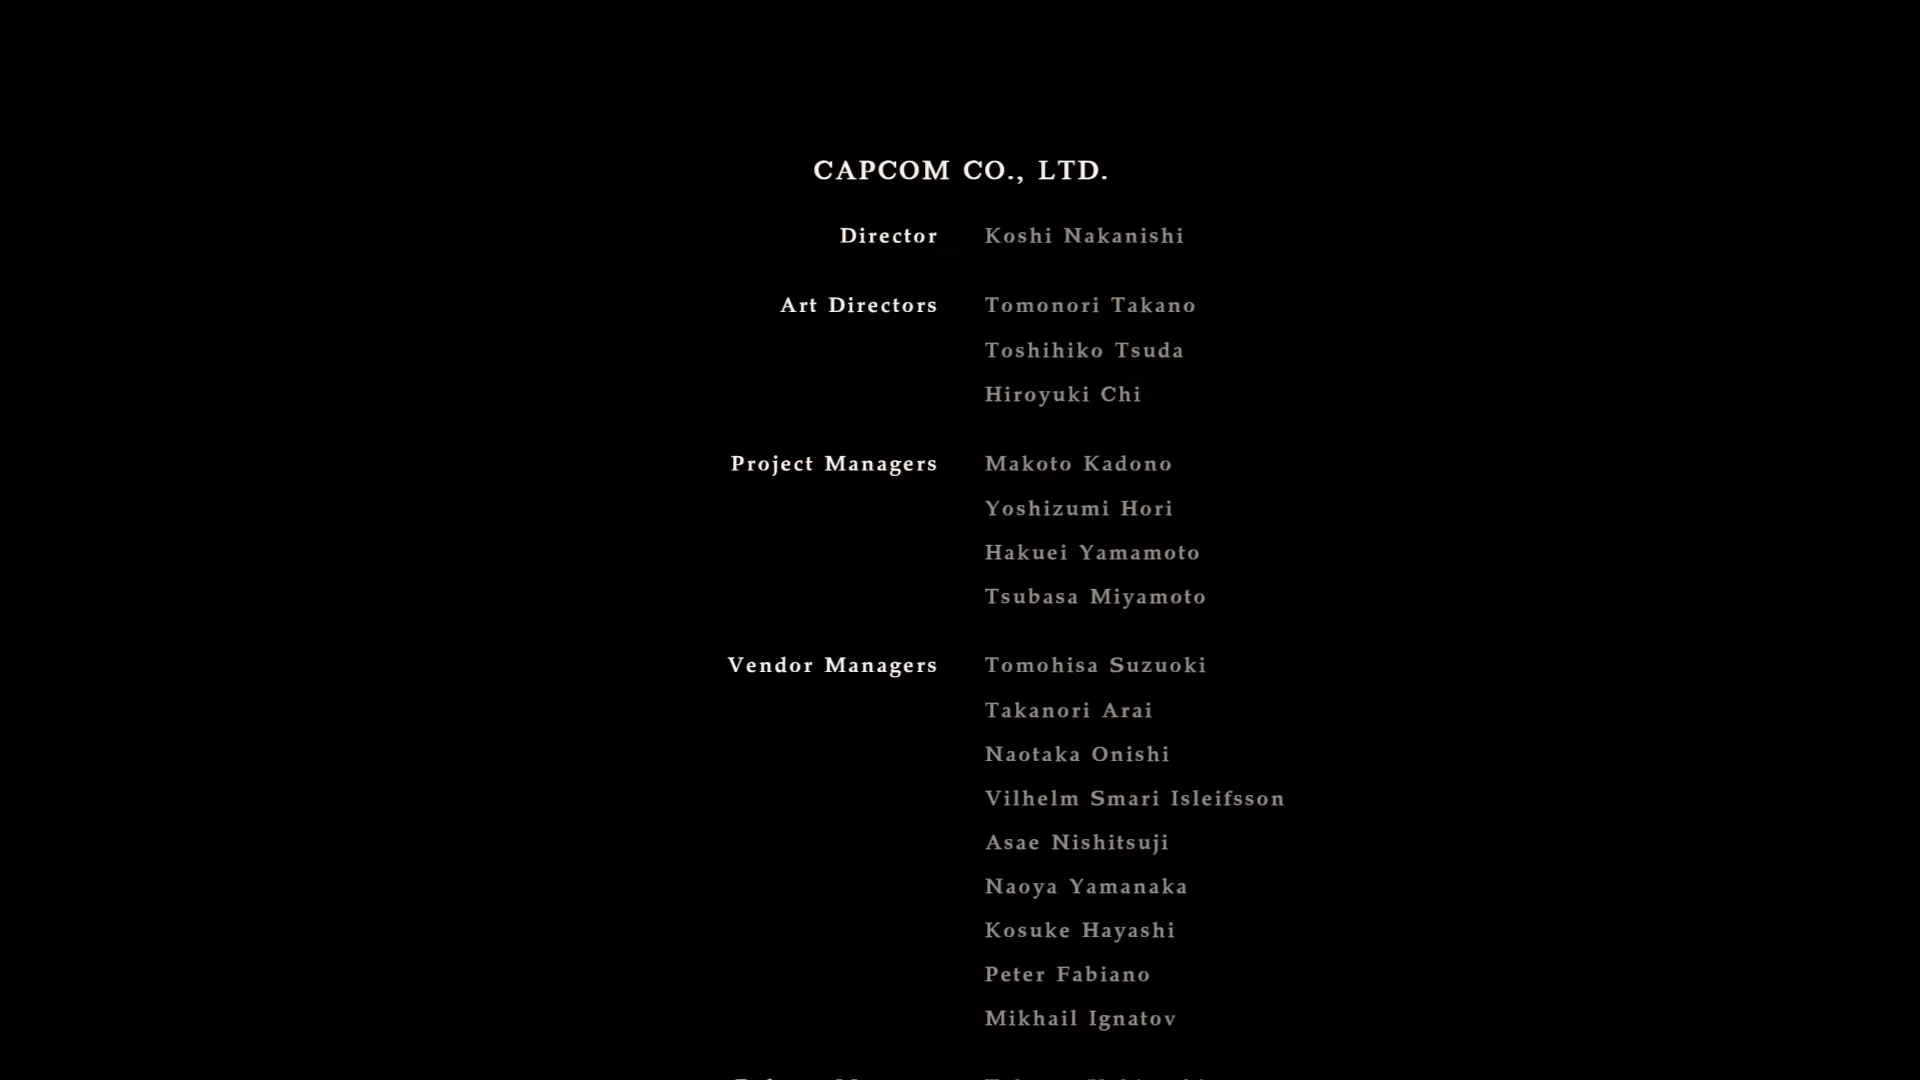 CAPCOM CO., LTD.
Director Koshi Nakanishi
Art Directors Tomonori Takano
Toshihiko Tsuda
Hiroyuki Chi
Project Managers Makoto Kadono
Yoshizumi Hori
Hakuei Yamamoto
Tsubasa Miyamoto
Vendor Managers Tomohisa Suzuoki
Takanori Arai
Naotaka Onishi
Vilhelm Smari Isleifsson
Asae Nishitsuji
Naoya Yamanaka
Kosuke Hayashi
Peter Fabiano
Mikhail Ignatov